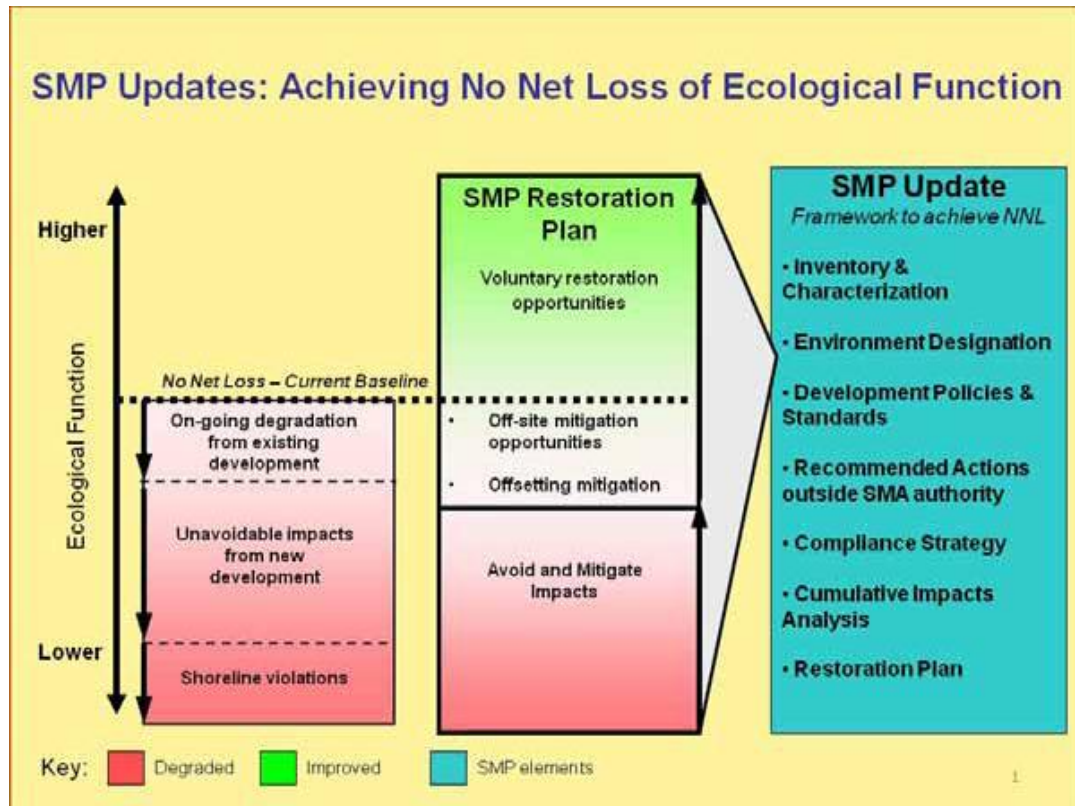 SMP Updates: Achieving No Net Loss of Ecological Function
Higher
Ecological Function
Lower
No Net Loss – Current Baseline
On-going degradation
from existing
development
Unavoidable impacts
from new
development
Shoreline violations
SMP Restoration
Plan
Voluntary restoration
opportunities
• Off-site mitigation
opportunities
• Offsetting mitigation
Avoid and Mitigate
Impacts
SMP Update
Framework to achieve NNL
• Inventory &
Characterization
• Environment Designation
• Development Policies &
Standards
• Recommended Actions
outside SMA authority
• Compliance Strategy
• Cumulative Impacts
Analysis
• Restoration Plan
Key:
Degraded
Improved
SMP elements
1